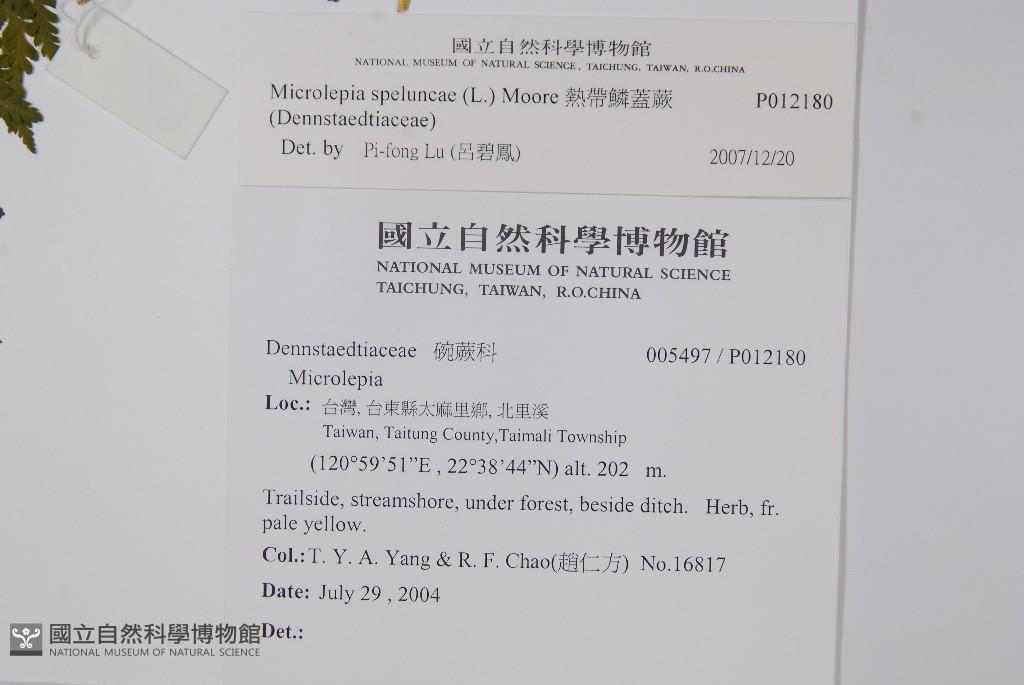 國立自然科學博物館
NATIONAL MUSEUM OF NATURAL SCIENCE, TAICHUNG, TAIWAN, R.O.CHINA
Microlepia speluncae (L.) Moore 熱帶鱗蓋蕨 P012180
(Dennstaedtiaceae)
Det. by Pi-fong Lu (呂碧鳳) 2007/12/20
國立自然科學博物館
NATIONAL MUSEUM OF NATURAL SCIENCE
TAICHUNG, TAIWAN, R.O.CHINA
Dennstaedtiaceae 碗蕨科 005497 / P012180
Microlepia
Loc.: 台灣, 台東縣太麻里鄉, 北里溪
Taiwan, Taitung County,Taimali Township
(120°59’51”E , 22°38’44”N) alt. 202 m.
Trailside, streamshore, under forest, beside ditch. Herb, fr.
pale yellow.
Col.: T. Y. A. Yang & R. F. Chao(趙仁方) No.16817
Date: July 29 , 2004
Det.:
國立自然科學博物館
NATIONAL MUSEUM OF NATURAL SCIENCE